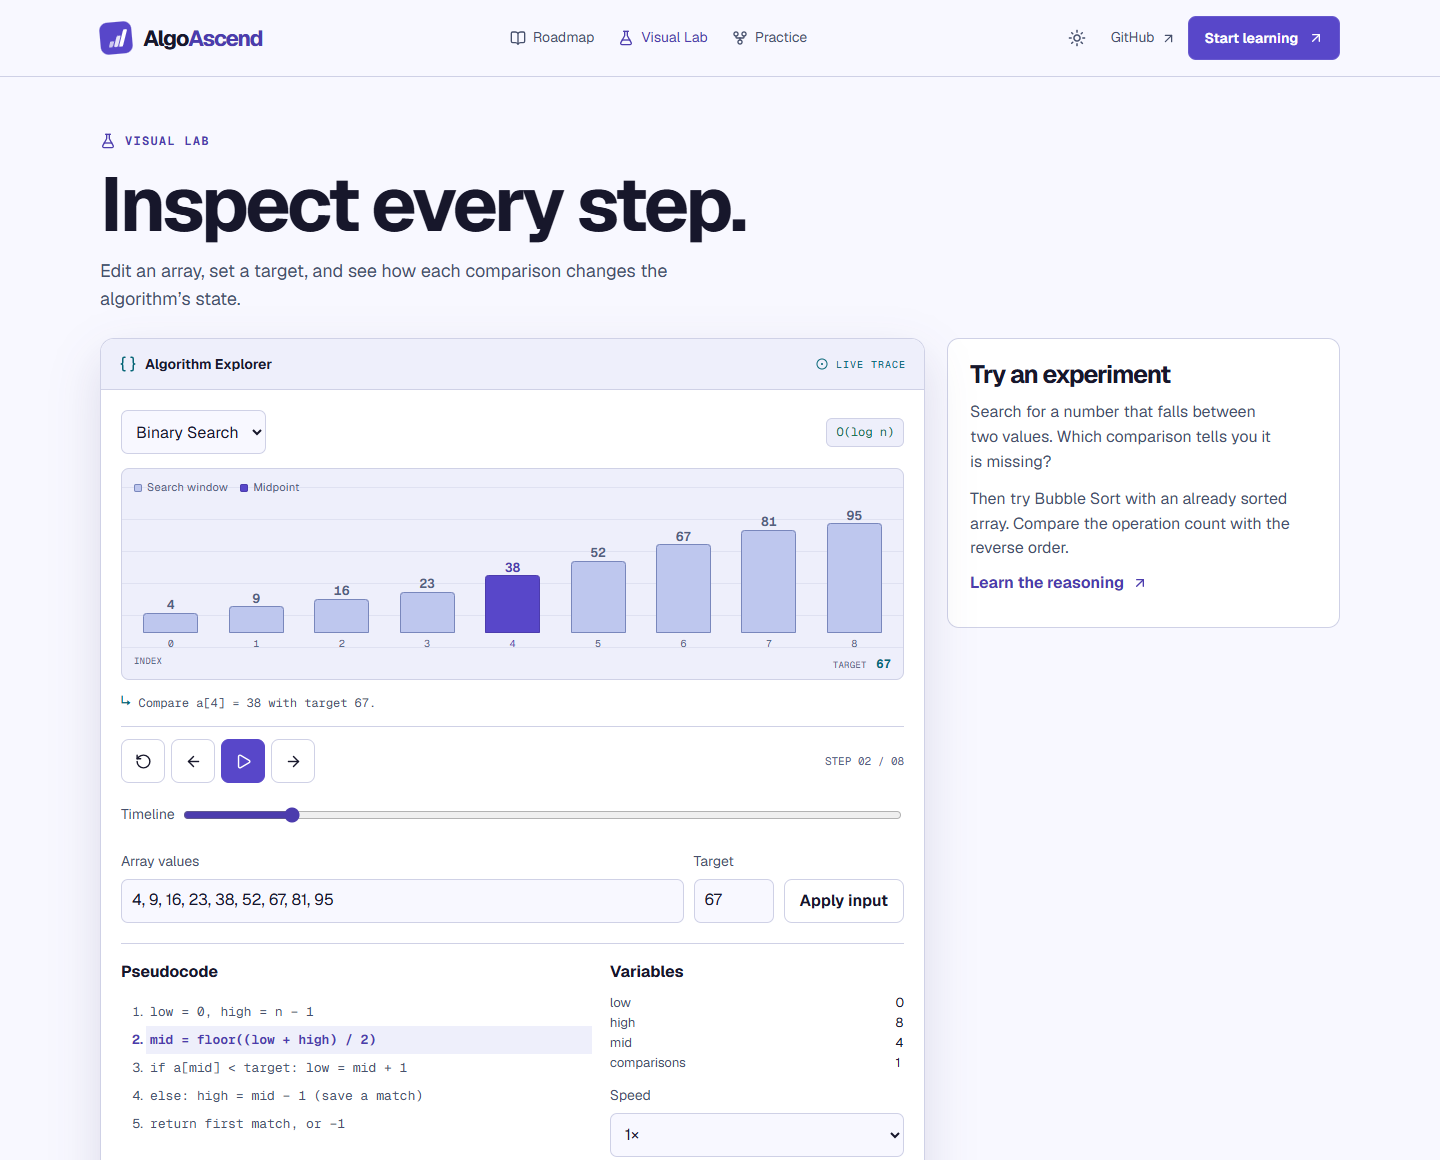 AlgoAscend
Roadmap
Visual Lab
Practice
GitHub
Start learning
VISUAL LAB
Inspect every step.
Edit an array, set a target, and see how each comparison changes the
algorithm’s state.
Algorithm Explorer
LIVE TRACE
Binary Search
O(log n)
Search window
Midpoint
4 9 16 23 38 52 67 81 95
0 1 2 3 4 5 6 7 8
INDEX
TARGET 67
Compare a[4] = 38 with target 67.
STEP 02 / 08
Timeline
Array values
Target
4, 9, 16, 23, 38, 52, 67, 81, 95
67
Apply input
Pseudocode
1. low = 0, high = n − 1
2. mid = floor((low + high) / 2)
3. if a[mid] < target: low = mid + 1
4. else: high = mid − 1 (save a match)
5. return first match, or −1
Variables
low 0
high 8
mid 4
comparisons 1
Speed
1×
Try an experiment
Search for a number that falls between
two values. Which comparison tells you it
is missing?
Then try Bubble Sort with an already sorted
array. Compare the operation count with the
reverse order.
Learn the reasoning